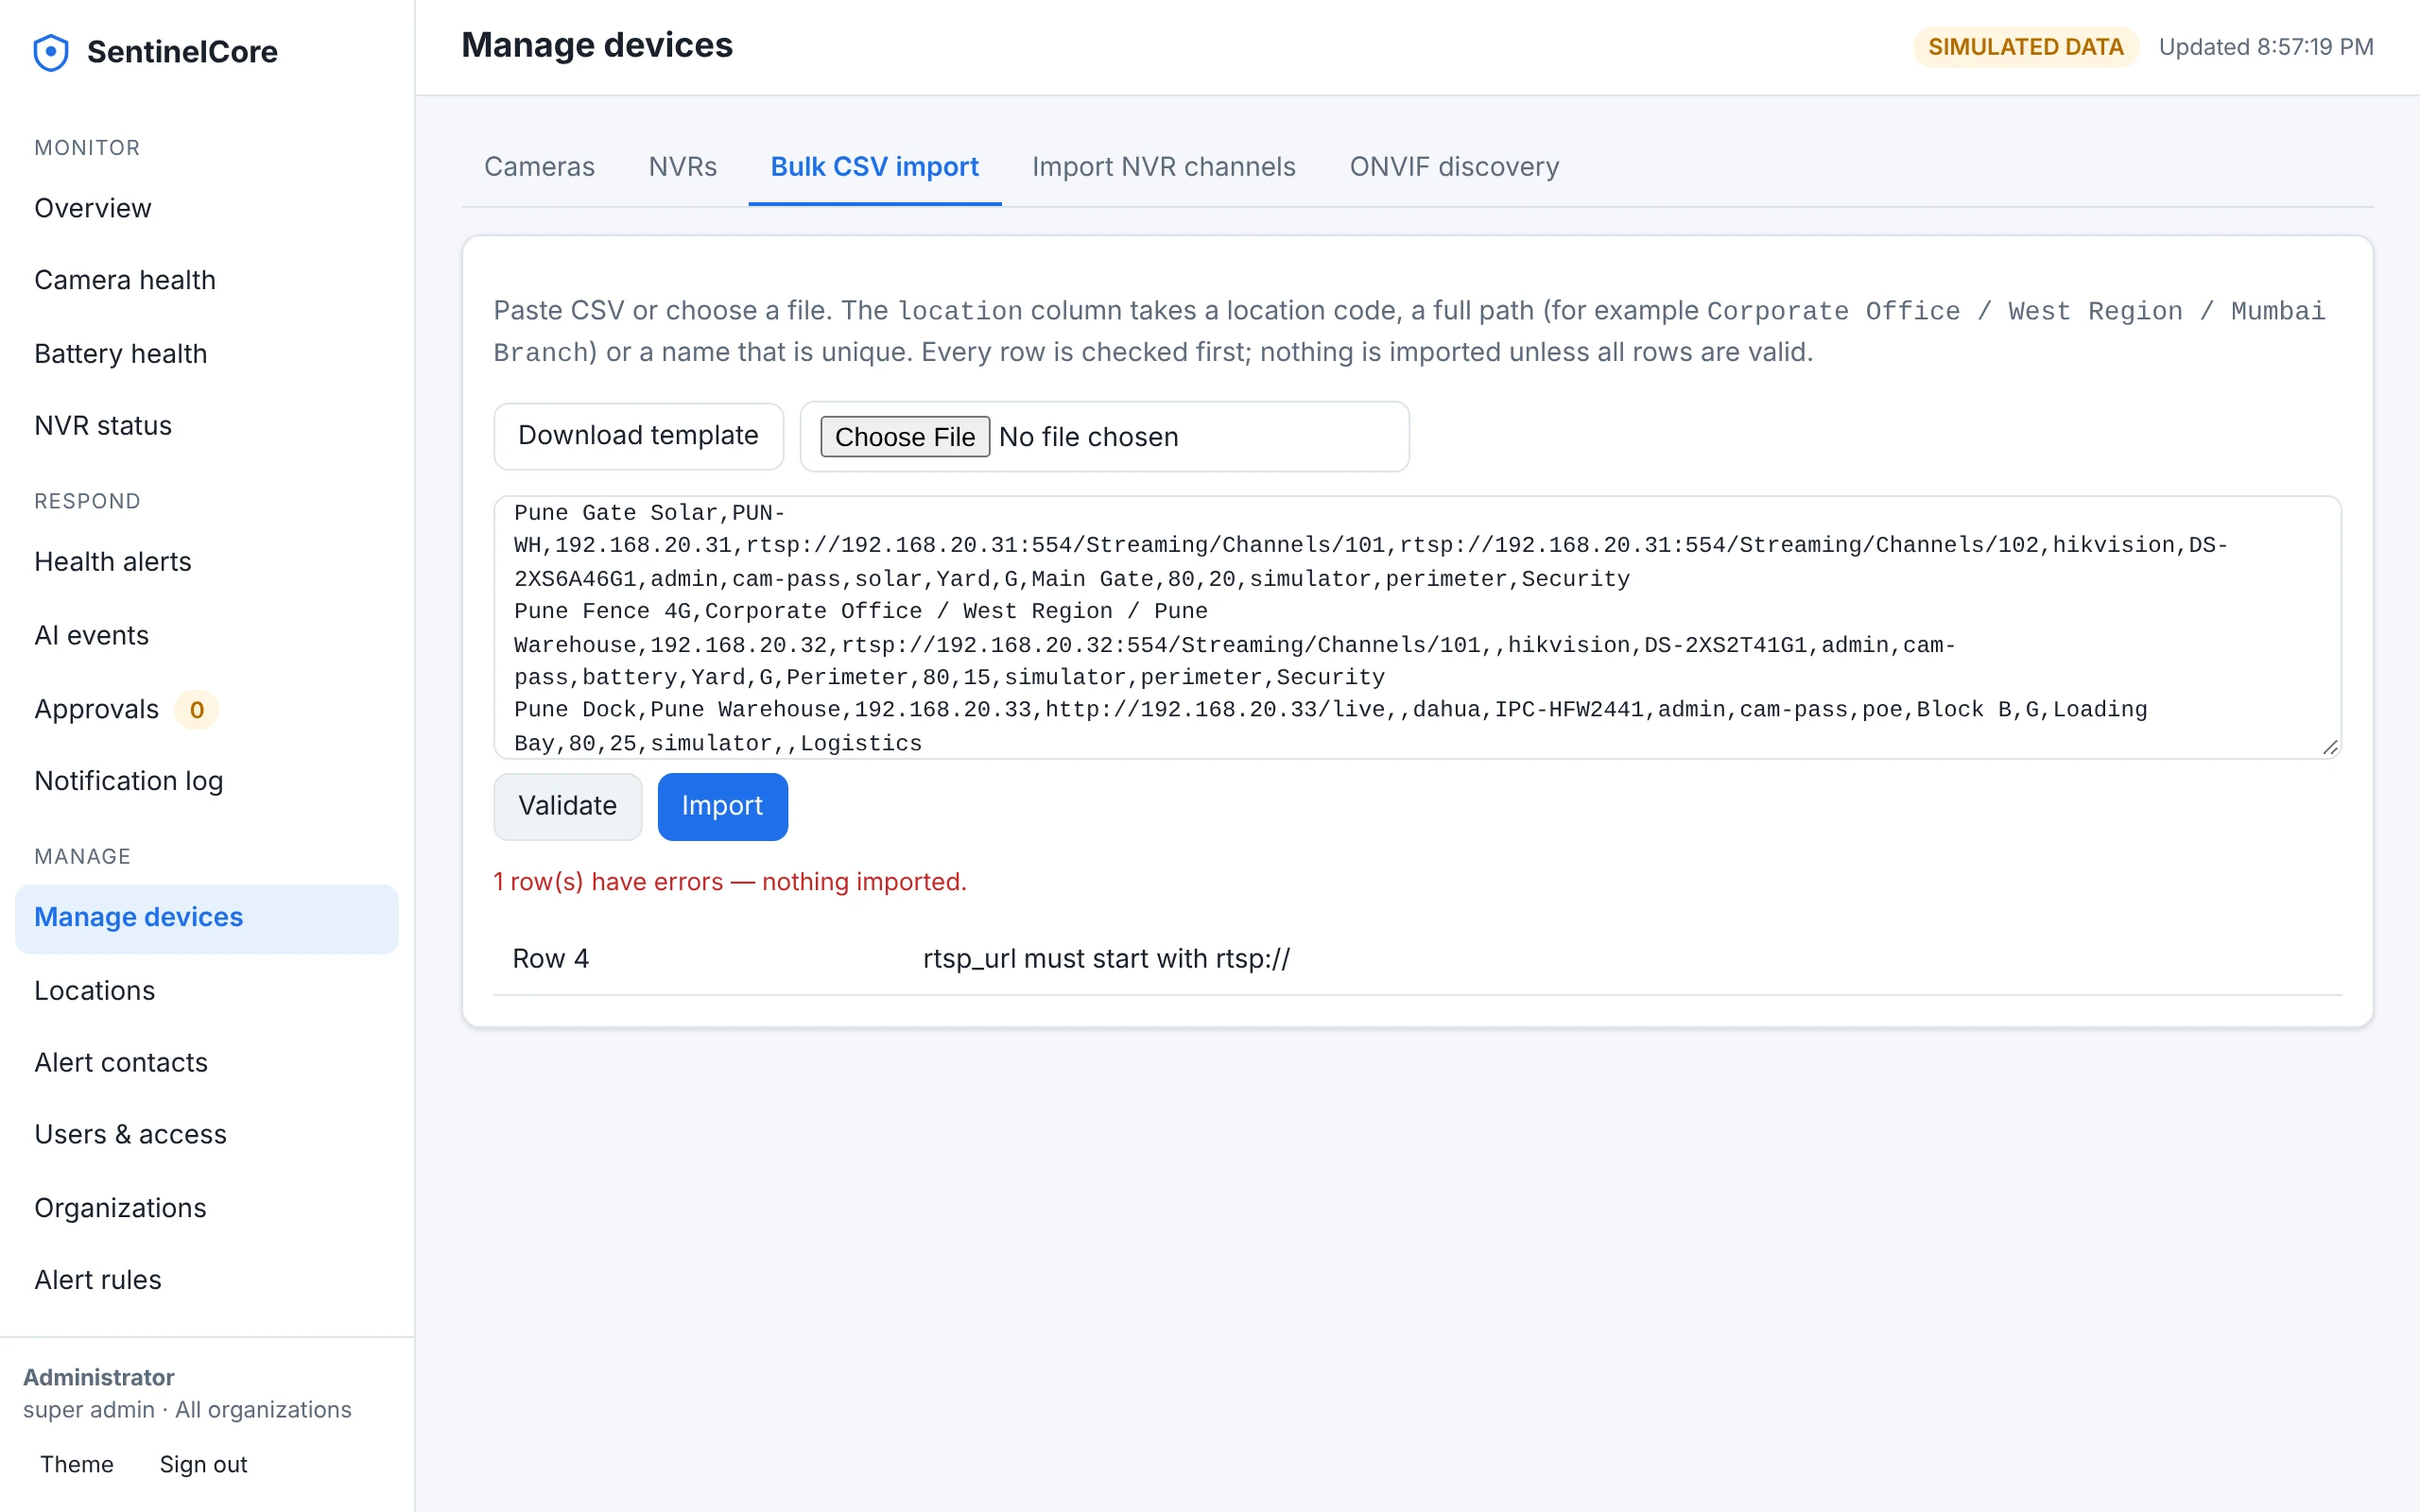 SentinelCore
MONITOR
Overview
Camera health
Battery health
NVR status
RESPOND
Health alerts
AI events
Approvals 0
Notification log
MANAGE
Manage devices
Locations
Alert contacts
Users & access
Organizations
Alert rules
Administrator
super admin · All organizations
Theme Sign out
Manage devices
SIMULATED DATA Updated 8:57:19 PM
Cameras NVRs Bulk CSV import Import NVR channels ONVIF discovery
Paste CSV or choose a file. The location column takes a location code, a full path (for example Corporate Office / West Region / Mumbai
Branch) or a name that is unique. Every row is checked first; nothing is imported unless all rows are valid.
Download template Choose File No file chosen
Pune Gate Solar,PUN-
WH,192.168.20.31,rtsp://192.168.20.31:554/Streaming/Channels/101,rtsp://192.168.20.31:554/Streaming/Channels/102,hikvision,DS-
2XS6A46G1,admin,cam-pass,solar,Yard,G,Main Gate,80,20,simulator,perimeter,Security
Pune Fence 4G,Corporate Office / West Region / Pune
Warehouse,192.168.20.32,rtsp://192.168.20.32:554/Streaming/Channels/101,,hikvision,DS-2XS2T41G1,admin,cam-
pass,battery,Yard,G,Perimeter,80,15,simulator,perimeter,Security
Pune Dock,Pune Warehouse,192.168.20.33,http://192.168.20.33/live,,dahua,IPC-HFW2441,admin,cam-pass,poe,Block B,G,Loading
Bay,80,25,simulator,,Logistics
Validate Import
1 row(s) have errors — nothing imported.
Row 4 rtsp_url must start with rtsp://